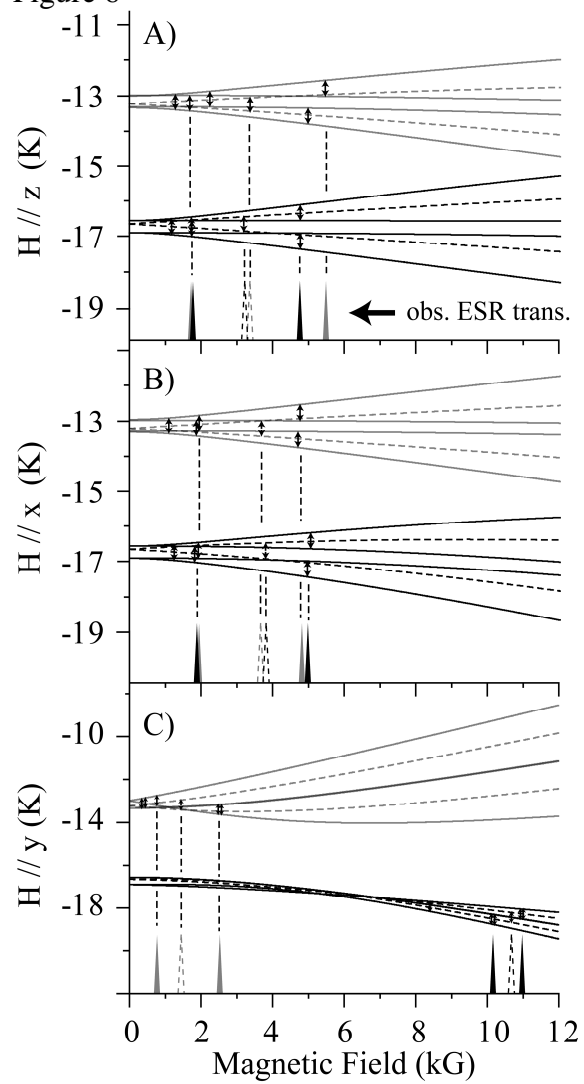 Figure 6
-11
A)
-13
-15
-17
-19
H // z (K)
obs. ESR trans.
B)
-13
-15
-17
-19
H // x (K)
C)
-10
-14
-18
H // y (K)
0 2 4 6 8 10 12
Magnetic Field (kG)